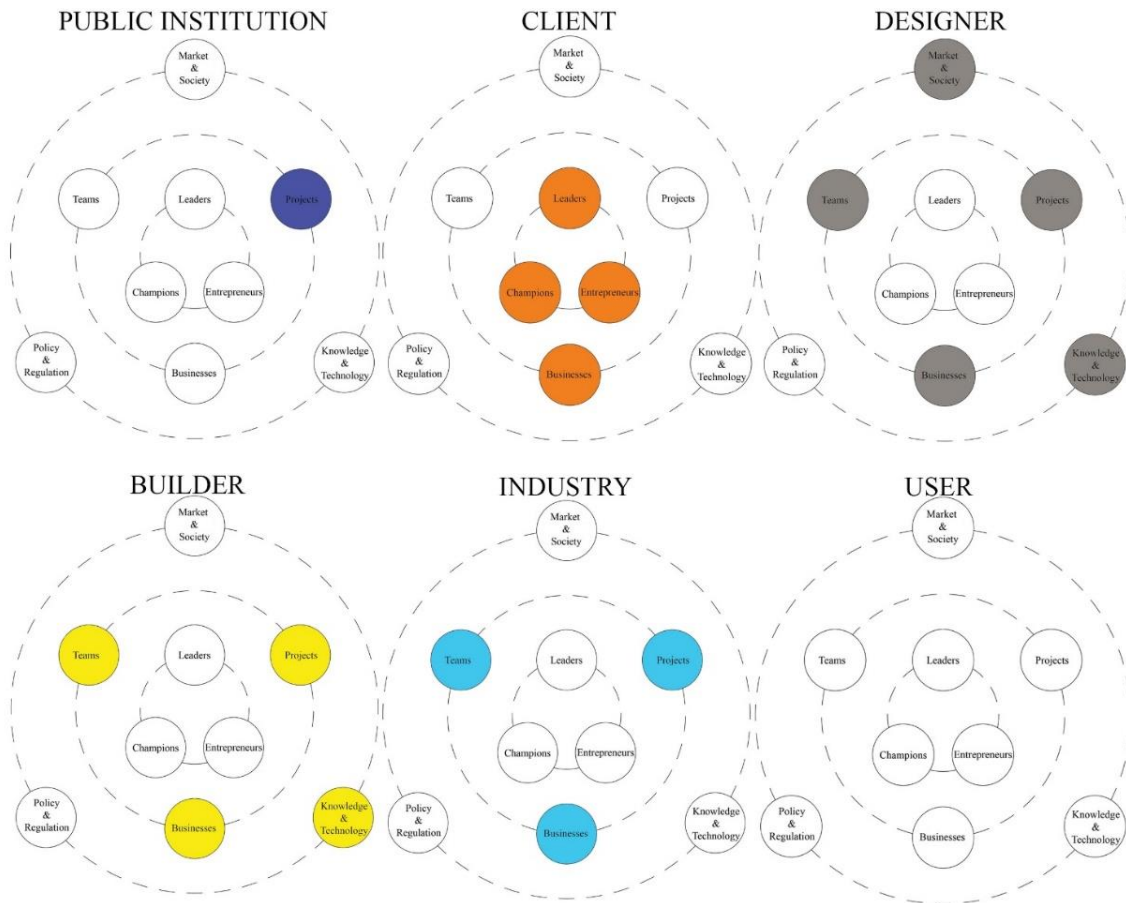 PUBLIC INSTITUTION
Market
&
Society
Teams
Leaders
Projects
Champions
Entrepreneurs
Policy
&
Regulation
Businesses
Knowledge
&
Technology
CLIENT
Market
&
Society
Teams
Leaders
Projects
Champions
Entrepreneurs
Policy
&
Regulation
Businesses
Knowledge
&
Technology
DESIGNER
Market
&
Society
Teams
Leaders
Projects
Champions
Entrepreneurs
Policy
&
Regulation
Businesses
Knowledge
&
Technology
BUILDER
Market
&
Society
Teams
Leaders
Projects
Champions
Entrepreneurs
Policy
&
Regulation
Businesses
Knowledge
&
Technology
INDUSTRY
Market
&
Society
Teams
Leaders
Projects
Champions
Entrepreneurs
Policy
&
Regulation
Businesses
Knowledge
&
Technology
USER
Market
&
Society
Teams
Leaders
Projects
Champions
Entrepreneurs
Policy
&
Regulation
Businesses
Knowledge
&
Technology